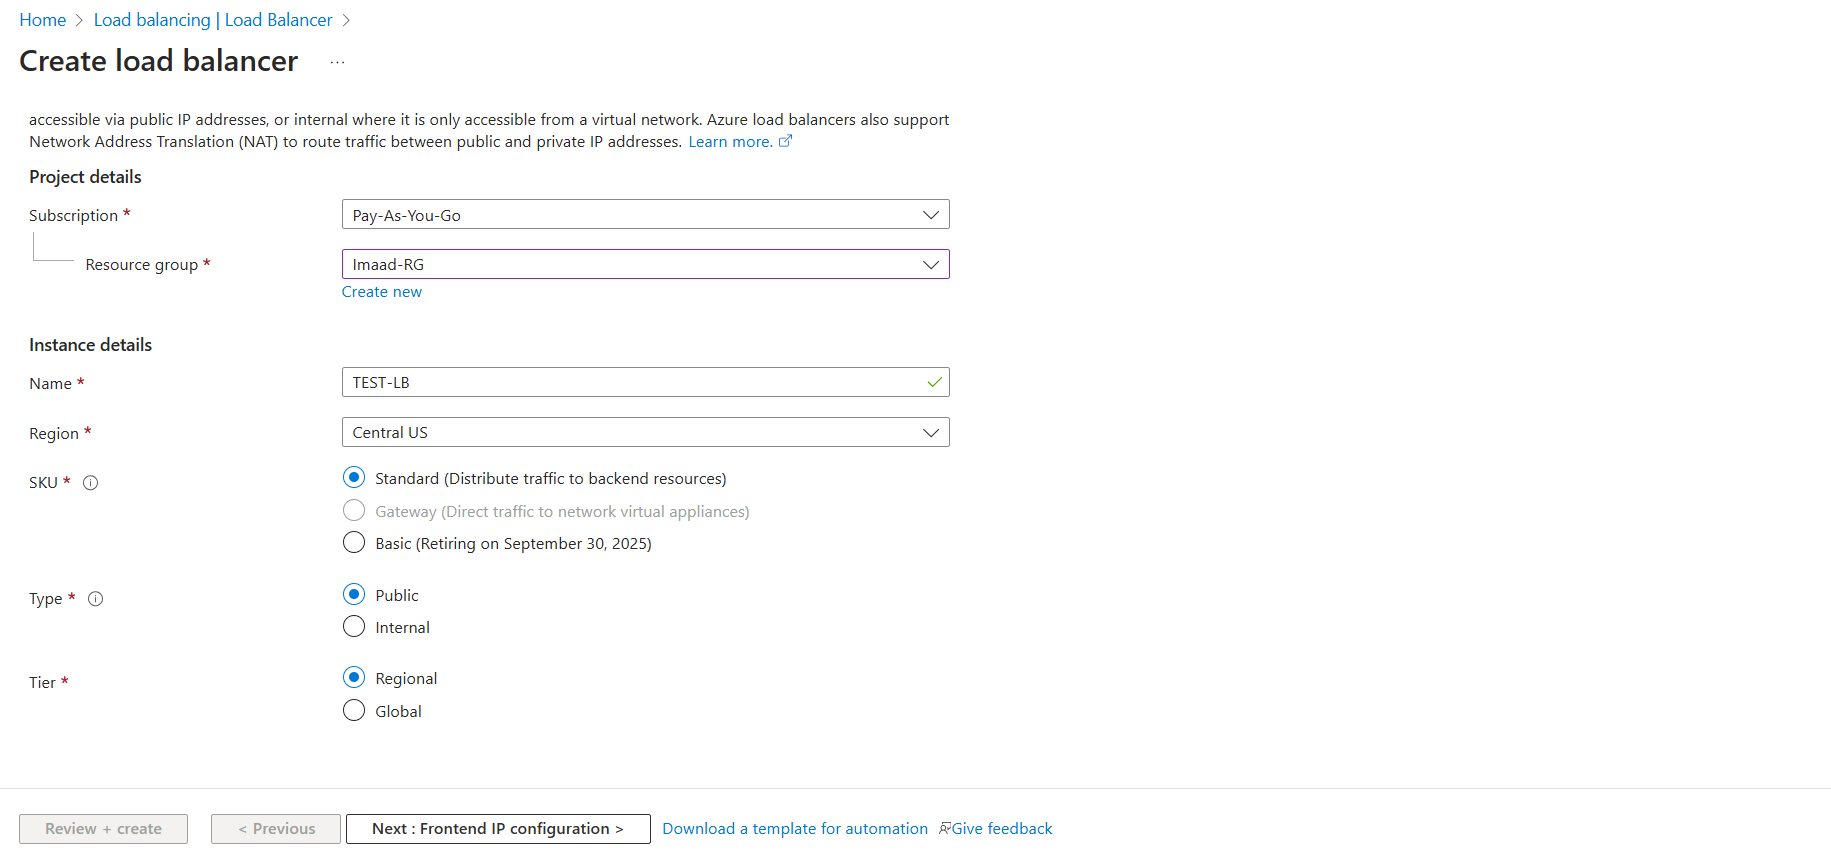 Home > Load balancing | Load Balancer >
Create load balancer ...
accessible via public IP addresses, or internal where it is only accessible from a virtual network. Azure load balancers also support
Network Address Translation (NAT) to route traffic between public and private IP addresses. Learn more.
Project details
Subscription * Pay-As-You-Go
Resource group * Imaad-RG
Create new
Instance details
Name * TEST-LB
Region * Central US
SKU * Standard (Distribute traffic to backend resources)
Gateway (Direct traffic to network virtual appliances)
Basic (Retiring on September 30, 2025)
Type * Public
Internal
Tier * Regional
Global
Review + create < Previous Next : Frontend IP configuration > Download a template for automation Give feedback